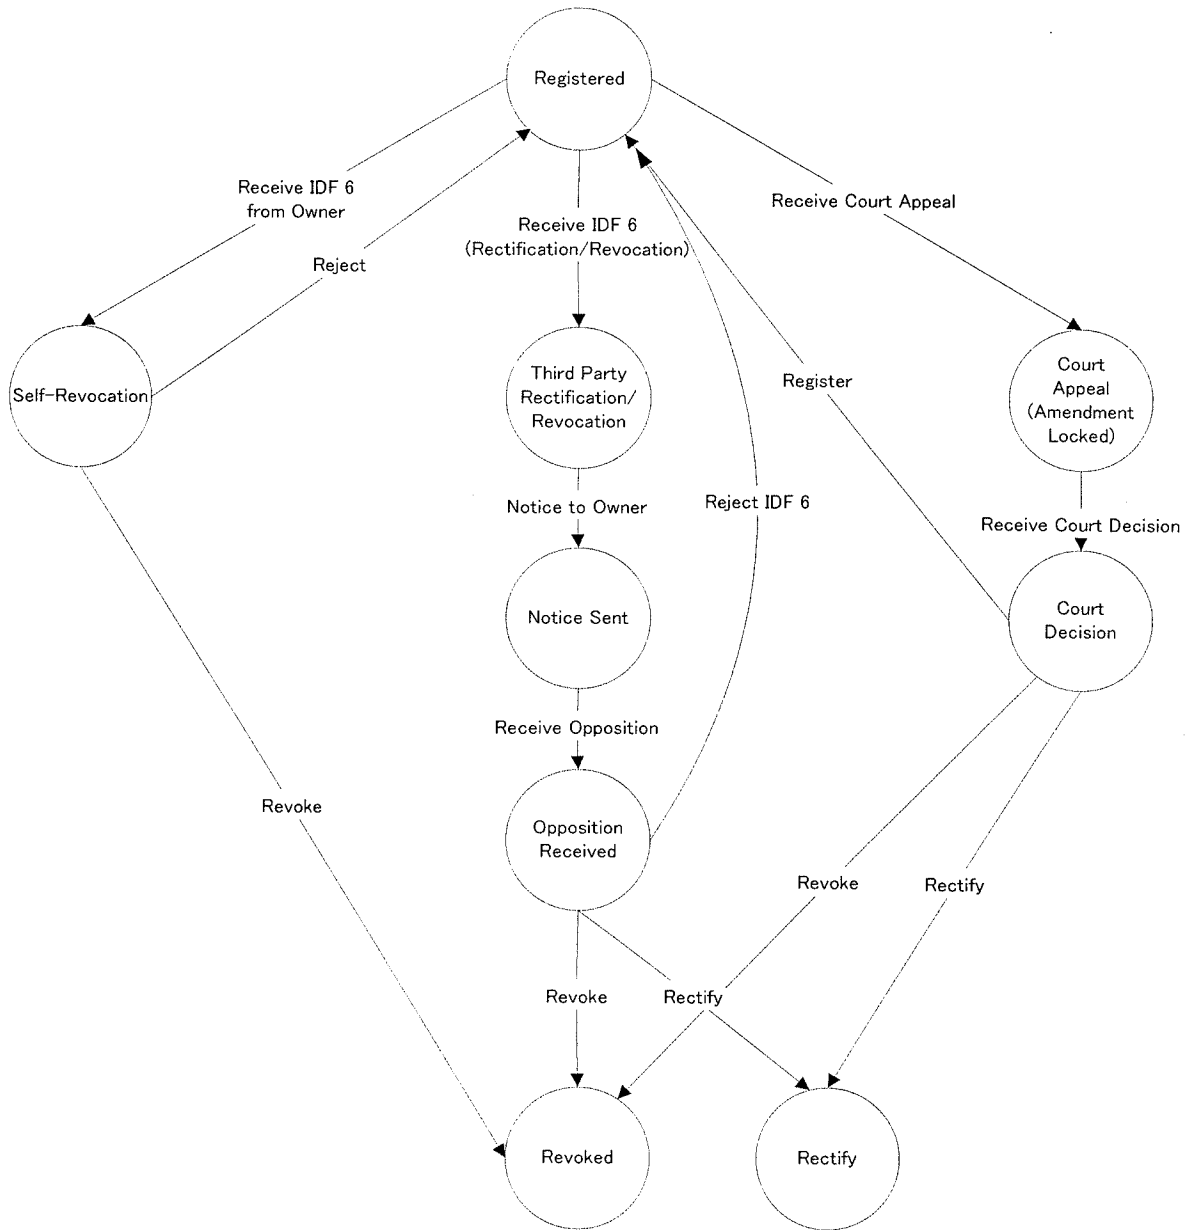 Registered
Receive IDF 6
from Owner
Receive Court Appeal
Receive IDF 6
(Rectification/Revocation)
Reject
Self-Revocation
Third Party
Rectification/
Revocation
Register
Court
Appeal
(Amendment
Locked)
Notice to Owner
Reject IDF 6
Receive Court Decision
Notice Sent
Court
Decision
Receive Opposition
Revoke
Opposition
Received
Revoke
Rectify
Revoke
Rectify
Revoked
Rectify